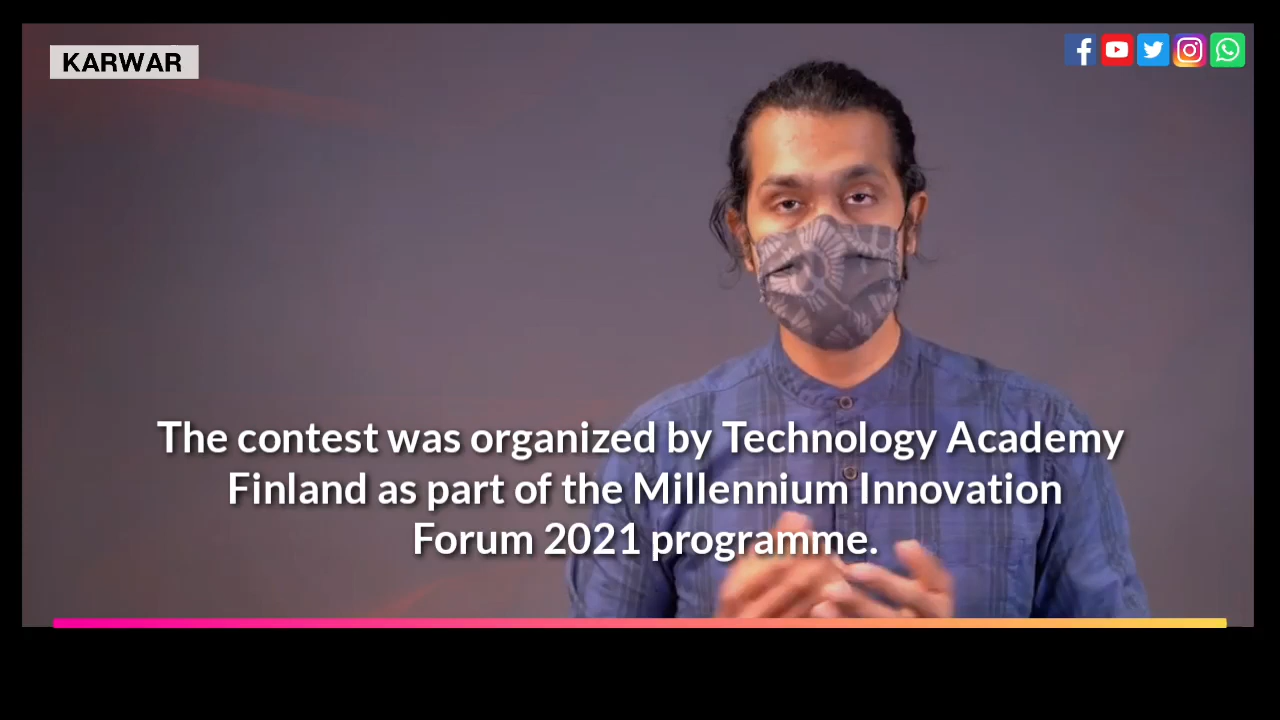 KARWAR
The contest was organized by Technology Academy
Finland as part of the Millennium Innovation
Forum 2021 programme.